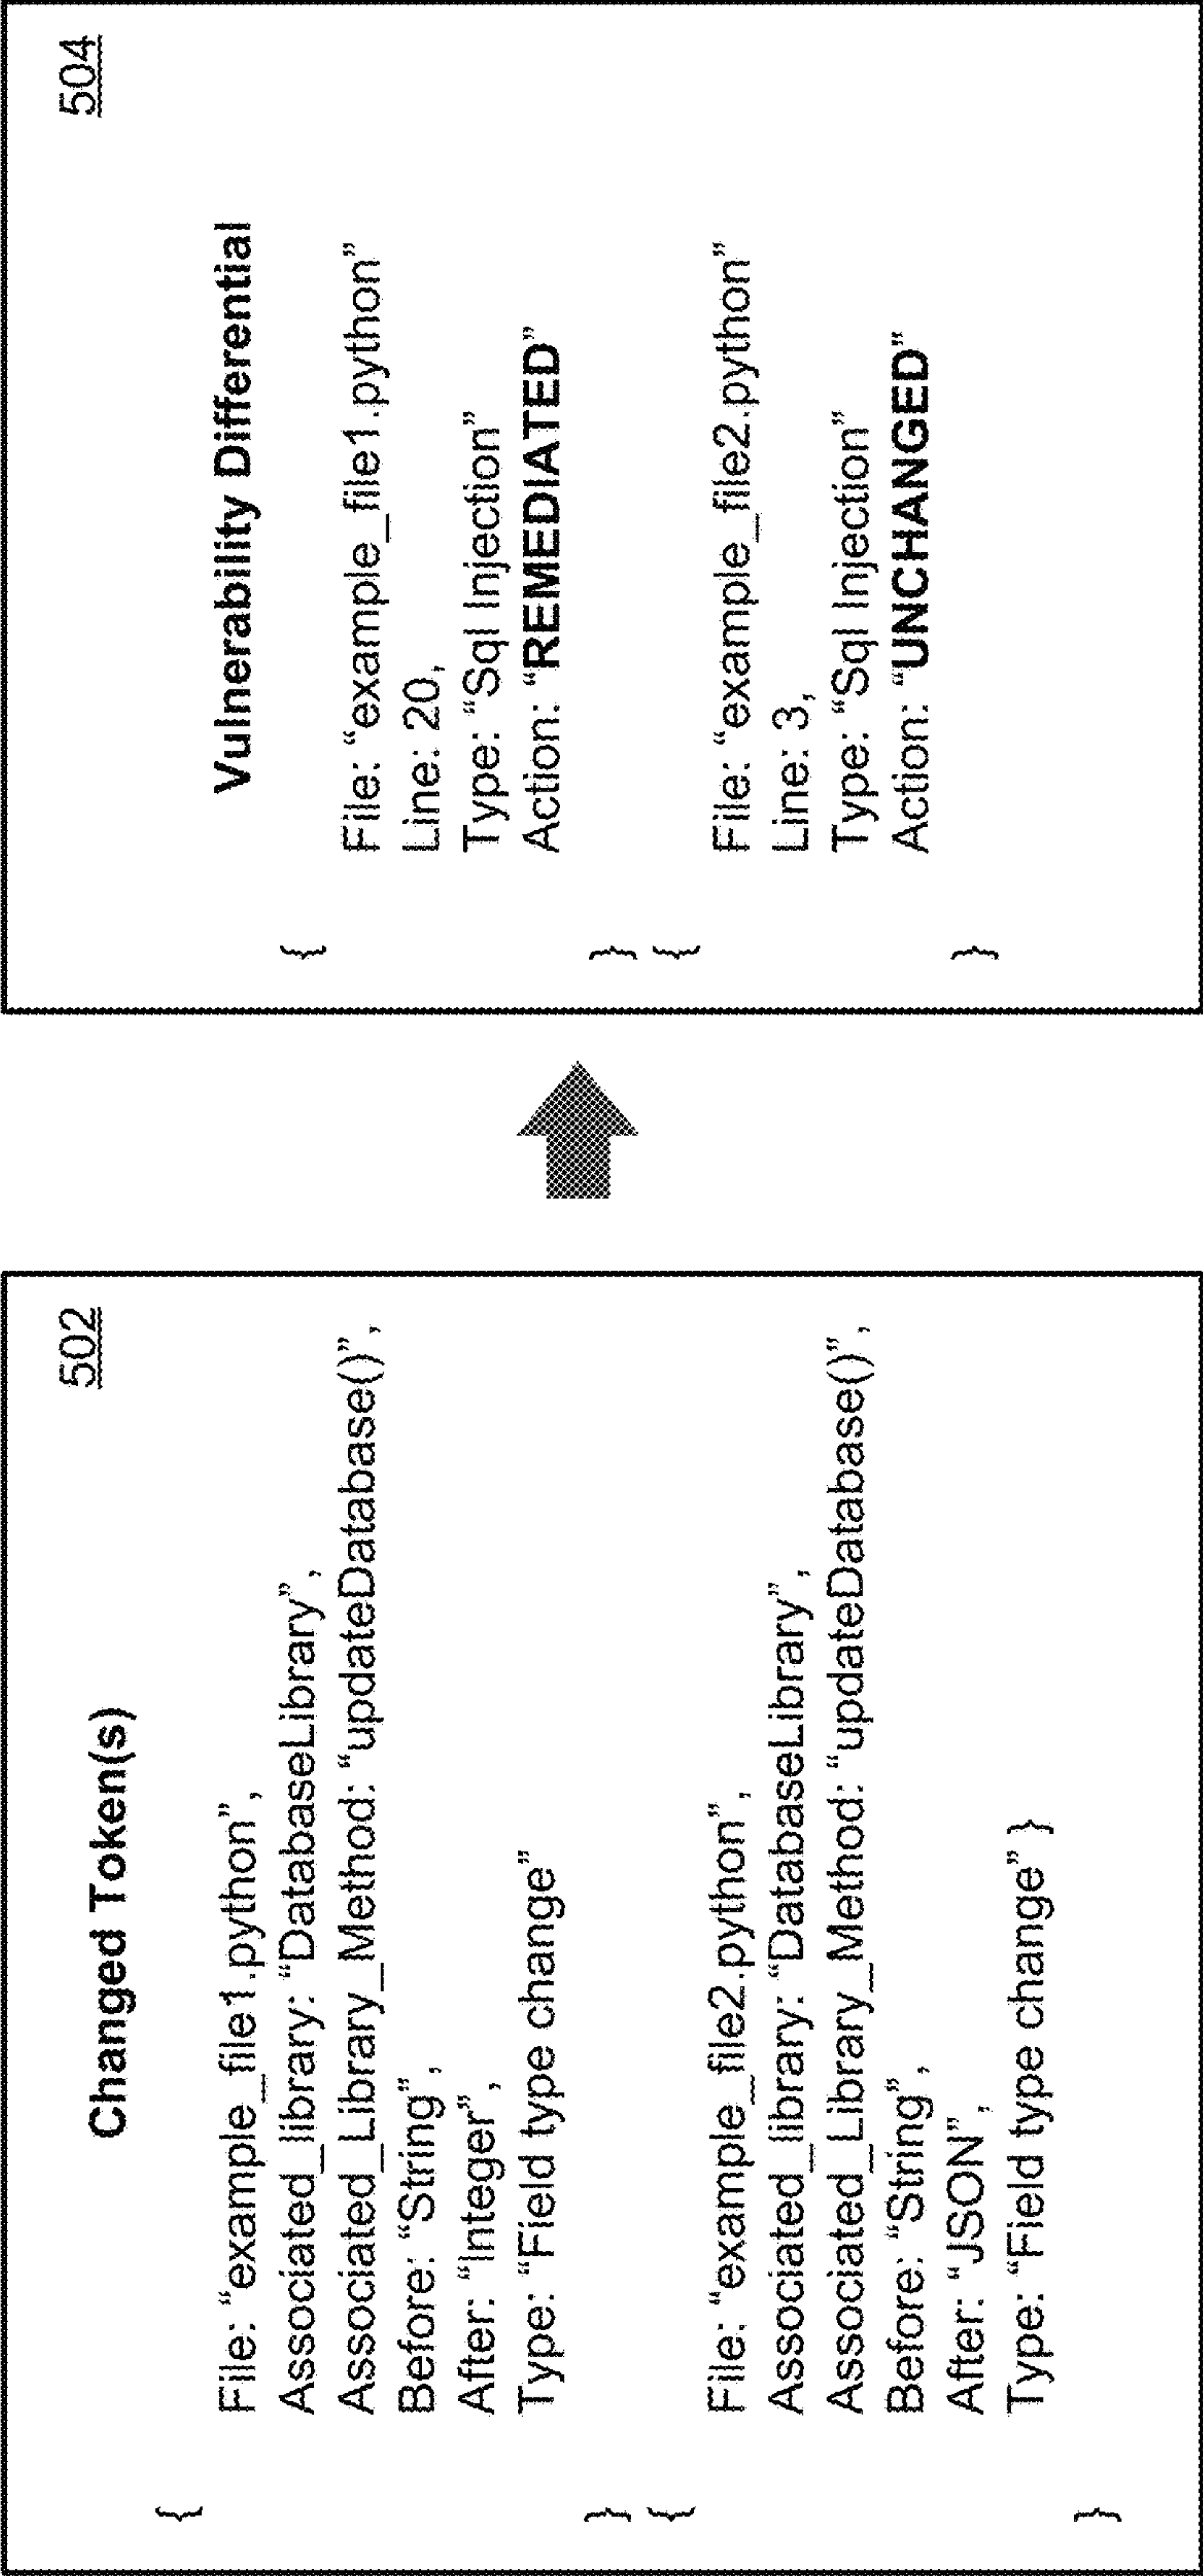 502
Changed Token(s)
{
File: “example_file1.python”,
Associated_library: “DatabaseLibrary”,
Associated_Library_Method: “updateDatabase()”,
Before: “String”,
After: “Integer”,
Type: “Field type change”
}
{
File: “example_file2.python”,
Associated_library: “DatabaseLibrary”,
Associated_Library_Method: “updateDatabase()”,
Before: “String”,
After: “JSON”,
Type: “Field type change” }
}
504
Vulnerability Differential
{
File: “example_file1.python”
Line: 20,
Type: “Sql Injection”
Action: “REMEDIATED”
}
{
File: “example_file2.python”
Line: 3,
Type: “Sql Injection”
Action: “UNCHANGED”
}